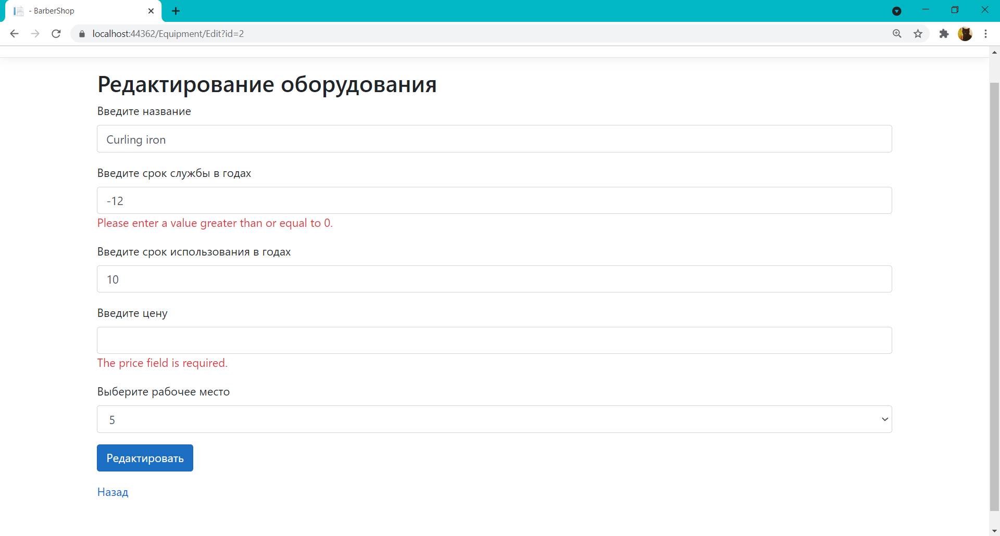 - BarberShop
localhost:44362/Equipment/Edit?id=2
Редактирование оборудования
Введите название
Curling iron
Введите срок службы в годах
-12
Please enter a value greater than or equal to 0.
Введите срок использования в годах
10
Введите цену
The price field is required.
Выберите рабочее место
5
Редактировать
Назад